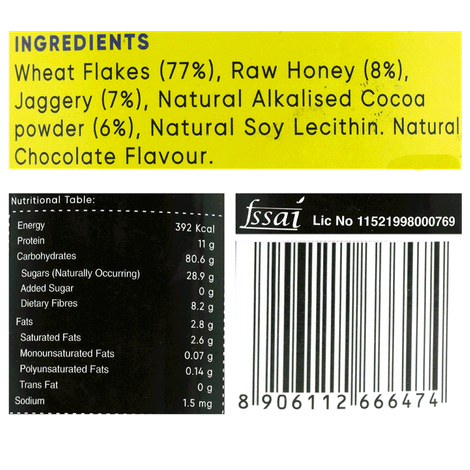 INGREDIENTS
Wheat Flakes (77%), Raw Honey (8%),
Jaggery (7%), Natural Alkalised Cocoa
powder (6%), Natural Soy Lecithin. Natural
Chocolate Flavour.
Nutritional Table:
Energy 392 Kcal
Protein 11 g
Carbohydrates 80.6 g
Sugars (Naturally Occurring) 28.9 g
Added Sugar 0 g
Dietary Fibres 8.2 g
Fats 2.8 g
Saturated Fats 2.6 g
Monounsaturated Fats 0.07 g
Polyunsaturated Fats 0.14 g
Trans Fat 0 g
Sodium 1.5 mg
fssai Lic No 11521998000769
8 906112 666474